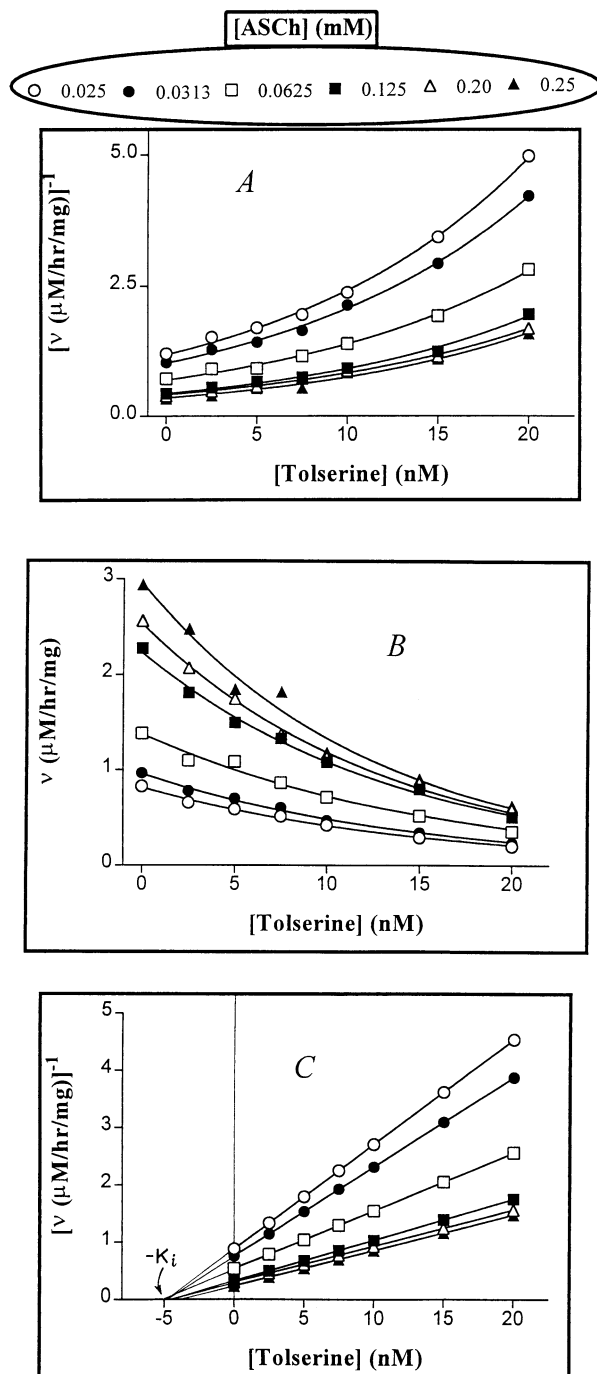 [ASCh] (mM)
0.025 0.0313 0.0625 0.125 0.20 0.25
A
5.0
2.5
0.0
[ν (μM/hr/mg)]⁻¹
0 5 10 15 20
[Tolserine] (nM)
B
3
2
1
0
ν (μM/hr/mg)
0 5 10 15 20
[Tolserine] (nM)
C
5
4
3
2
1
0
[ν (μM/hr/mg)]⁻¹
-Ki
-5 0 5 10 15 20
[Tolserine] (nM)